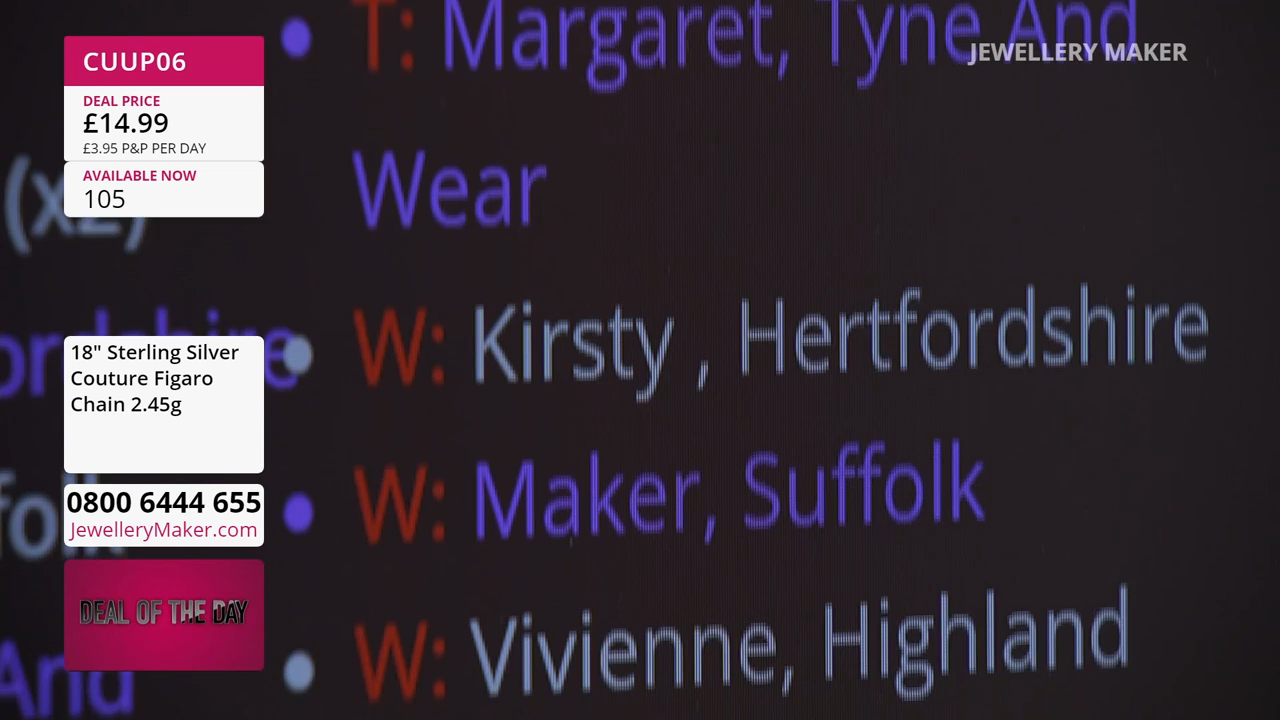 CUUP06
DEAL PRICE
£14.99
£3.95 P&P PER DAY
AVAILABLE NOW
105
18" Sterling Silver
Couture Figaro
Chain 2.45g
0800 6444 655
JewelleryMaker.com
DEAL OF THE DAY
JEWELLERY MAKER
T: Margaret, Tyne And
Wear
W: Kirsty , Hertfordshire
W: Maker, Suffolk
W: Vivienne, Highland
And